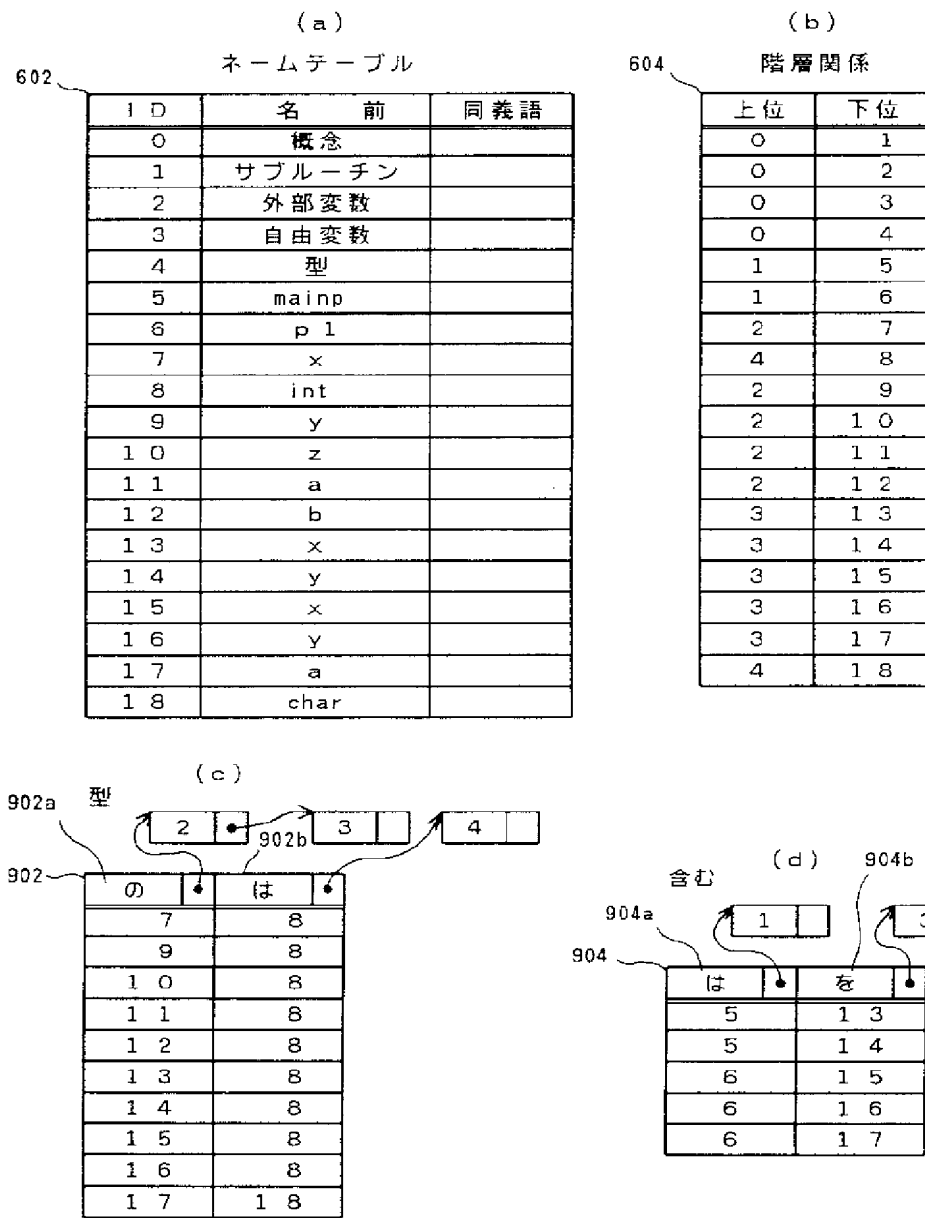 (a)
ネームテーブル
602
ID 名前 同義語
0 概念
1 サブルーチン
2 外部変数
3 自由変数
4 型
5 mainp
6 p1
7 x
8 int
9 y
10 z
11 a
12 b
13 x
14 y
15 x
16 y
17 a
18 char
(b)
階層関係
604
上位 下位
0 1
0 2
0 3
0 4
1 5
1 6
2 7
4 8
2 9
2 10
2 11
2 12
3 13
3 14
3 15
3 16
3 17
4 18
(c)
902a 型
2 3 4
902b
902
の は
7 8
9 8
10 8
11 8
12 8
13 8
14 8
15 8
16 8
17 18
(d)
含む
904b
904a
1
904
は を
5 13
5 14
6 15
6 16
6 17